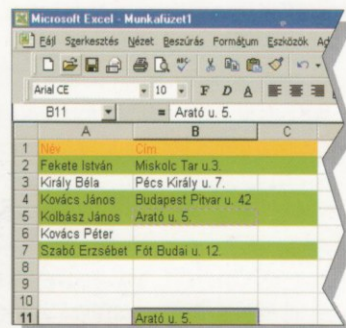 Microsoft Excel - Munkafüzet1
Fájl Szerkesztés Nézet Beszúrás Formátum Eszközök Ad
Arial CE 10 F D A
B11 = Arató u. 5.
A B C
1 Név Cím
2 Fekete István Miskolc Tar u.3.
3 Király Béla Pécs Király u. 7.
4 Kovács János Budapest Pitvar u. 42
5 Kolbász János Arató u. 5.
6 Kovács Péter
7 Szabó Erzsébet Fót Budai u. 12.
8
9
10
11 Arató u. 5.